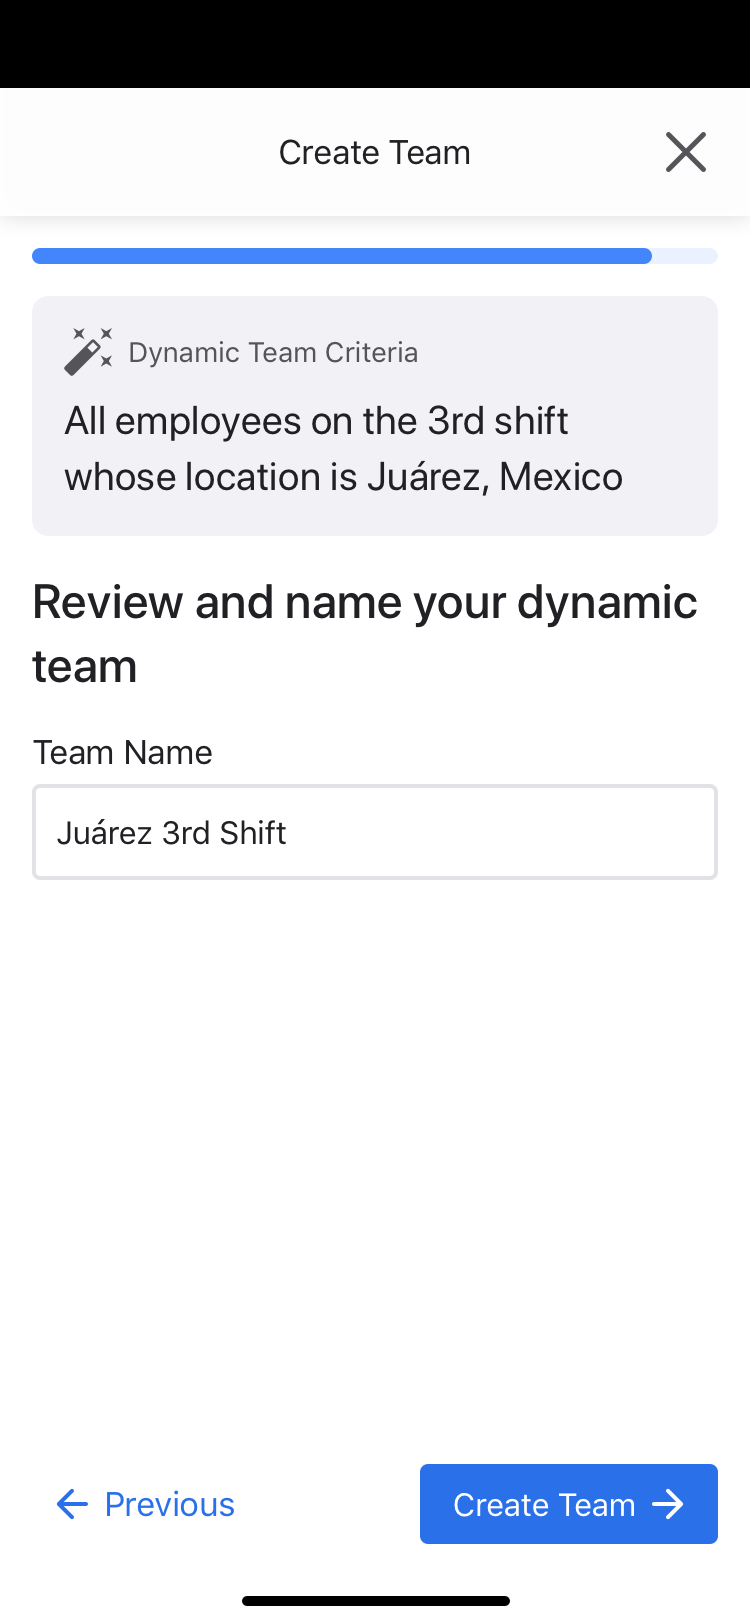 Create Team
Dynamic Team Criteria
All employees on the 3rd shift
whose location is Juárez, Mexico
Review and name your dynamic
team
Team Name
Juárez 3rd Shift
Previous
Create Team